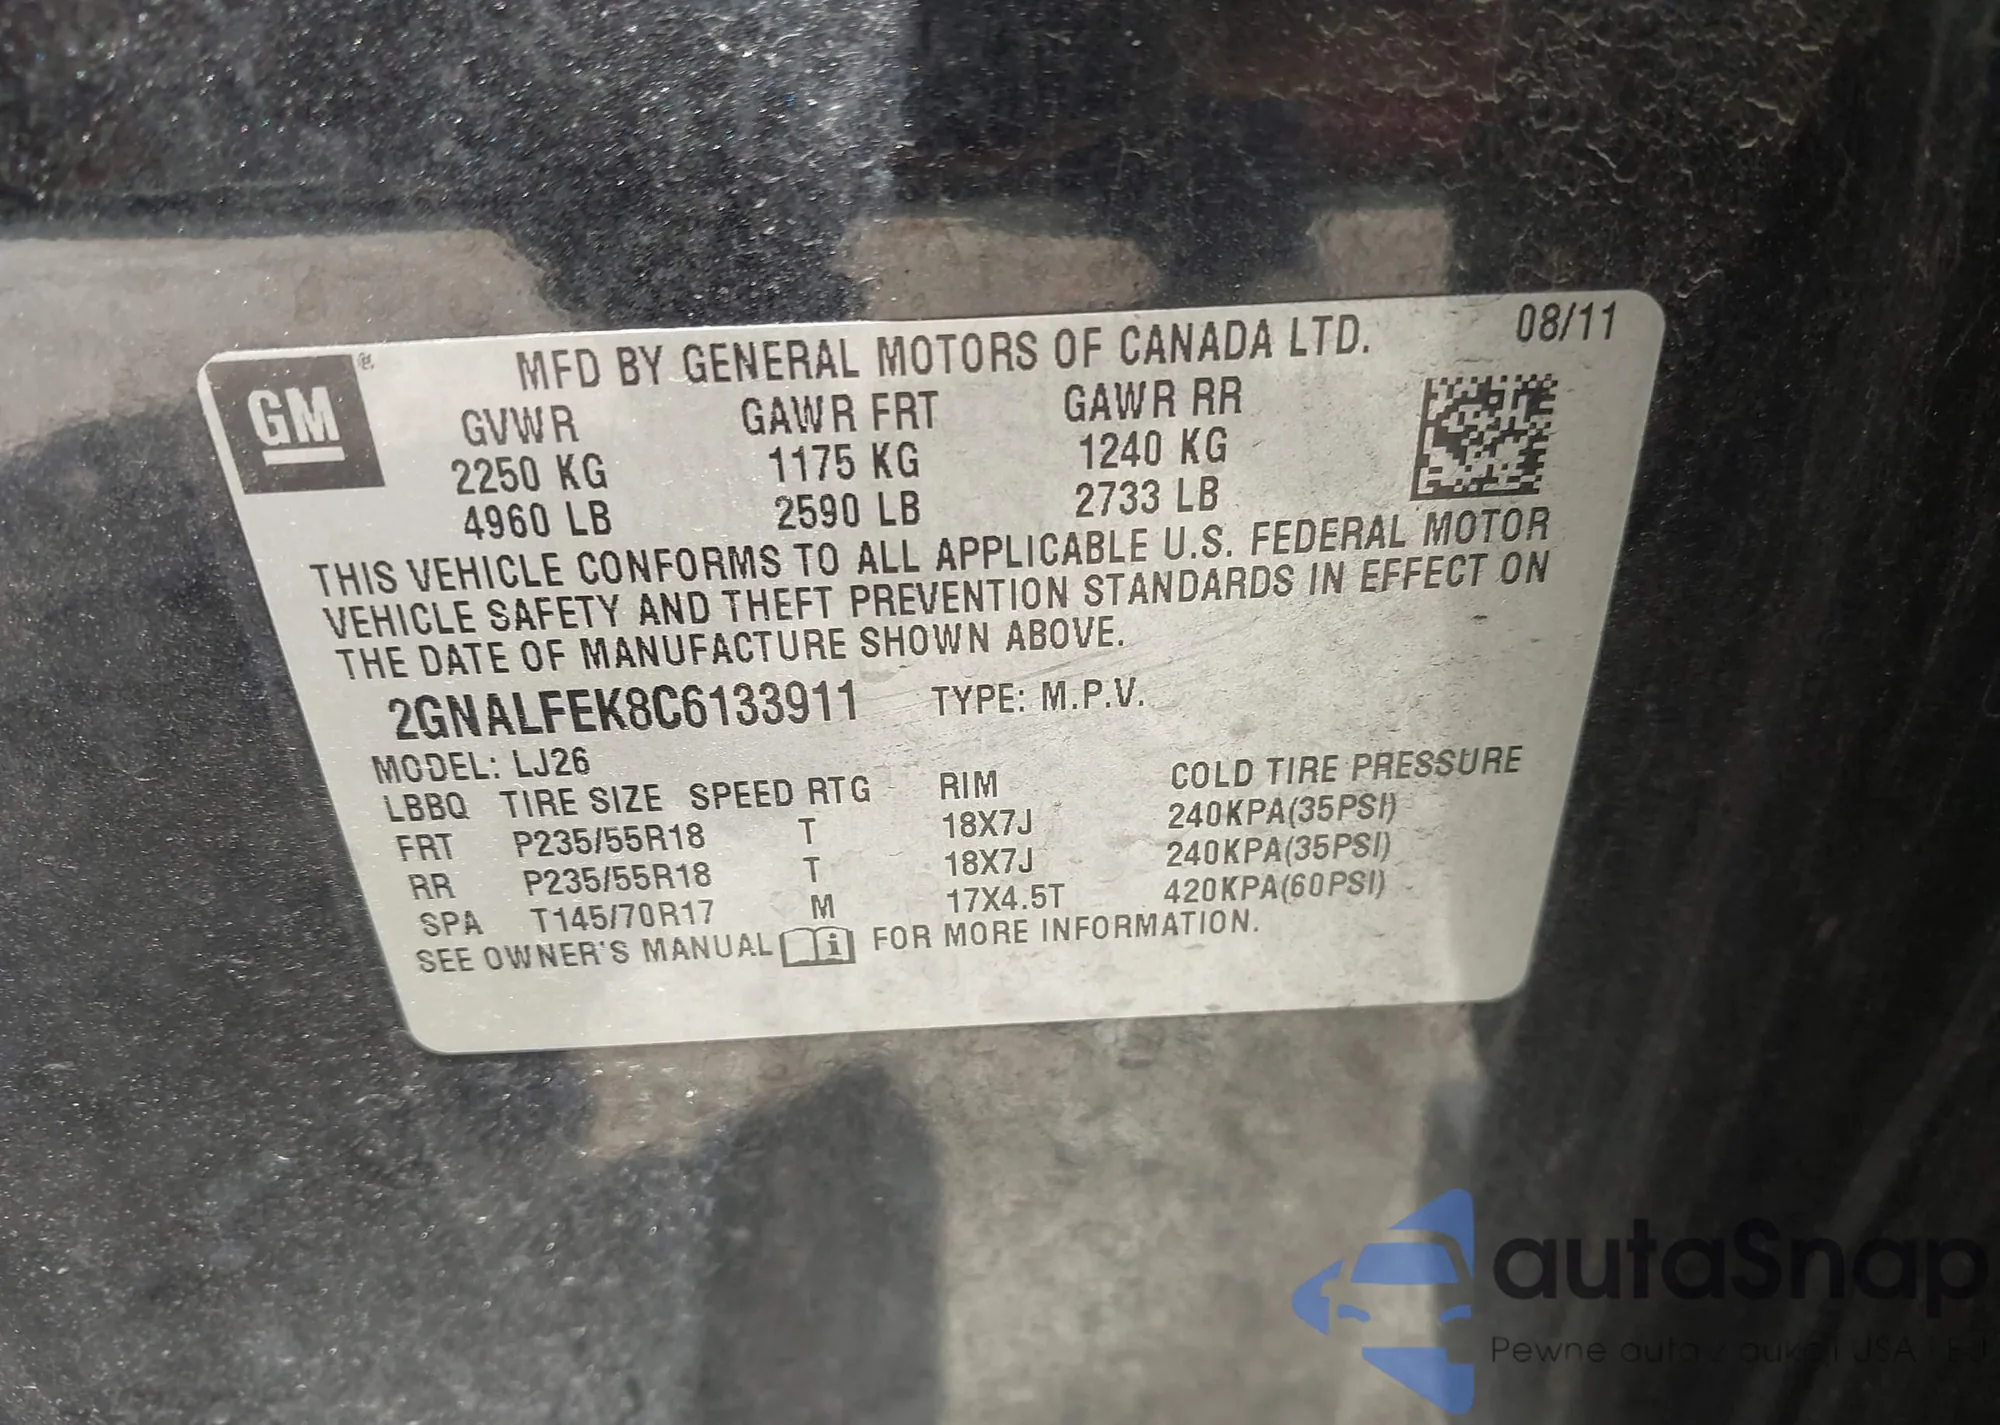 MFD BY GENERAL MOTORS OF CANADA LTD. 08/11
GM ®
GVWR GAWR FRT GAWR RR
2250 KG 1175 KG 1240 KG
4960 LB 2590 LB 2733 LB
THIS VEHICLE CONFORMS TO ALL APPLICABLE U.S. FEDERAL MOTOR
VEHICLE SAFETY AND THEFT PREVENTION STANDARDS IN EFFECT ON
THE DATE OF MANUFACTURE SHOWN ABOVE.
2GNALFEK8C6133911 TYPE: M.P.V.
MODEL: LJ26
LBBQ TIRE SIZE SPEED RTG RIM COLD TIRE PRESSURE
FRT P235/55R18 T 18X7J 240KPA(35PSI)
RR P235/55R18 T 18X7J 240KPA(35PSI)
SPA T145/70R17 M 17X4.5T 420KPA(60PSI)
SEE OWNER'S MANUAL i FOR MORE INFORMATION.
autaSnap
Pewne auta z aukcji USA